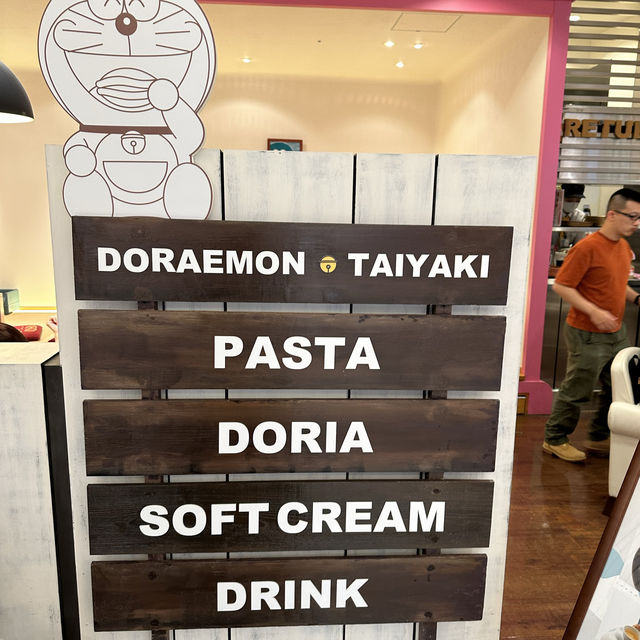 DORAEMON TAIYAKI
PASTA
DORIA
SOFT CREAM
DRINK